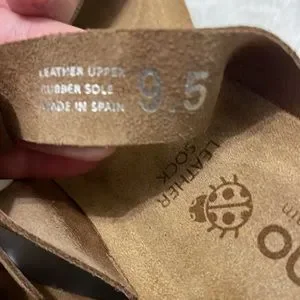 LEATHER UPPER
RUBBER SOLE
MADE IN SPAIN
9.5
LEATHER
SOCK